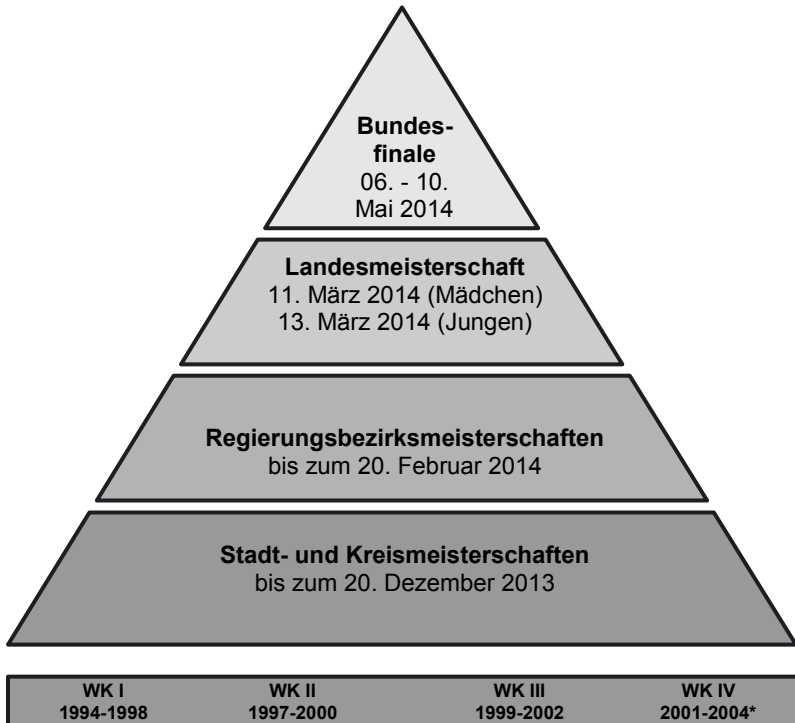 Bundes-
finale
06. - 10.
Mai 2014
Landesmeisterschaft
11. März 2014 (Mädchen)
13. März 2014 (Jungen)
Regierungsbezirksmeisterschaften
bis zum 20. Februar 2014
Stadt- und Kreismeisterschaften
bis zum 20. Dezember 2013
WK I WK II WK III WK IV
1994-1998 1997-2000 1999-2002 2001-2004*